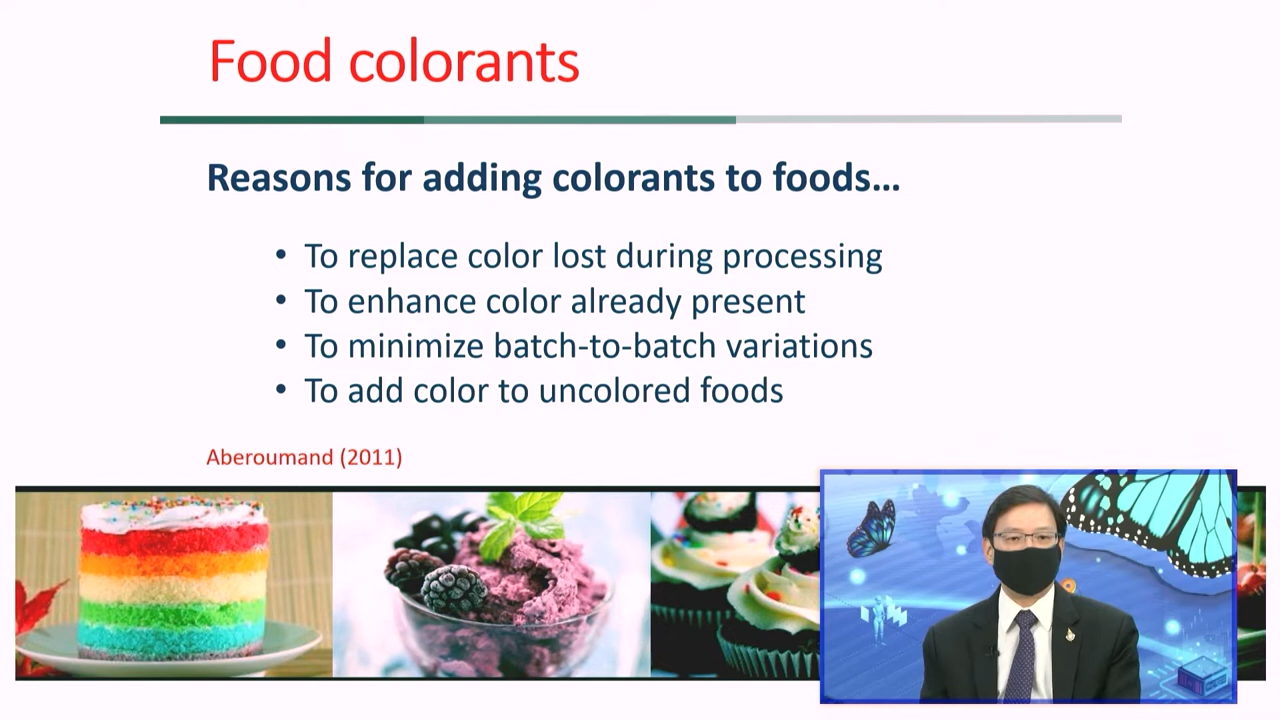 Food colorants
Reasons for adding colorants to foods...
• To replace color lost during processing
• To enhance color already present
• To minimize batch-to-batch variations
• To add color to uncolored foods
Aberoumand (2011)